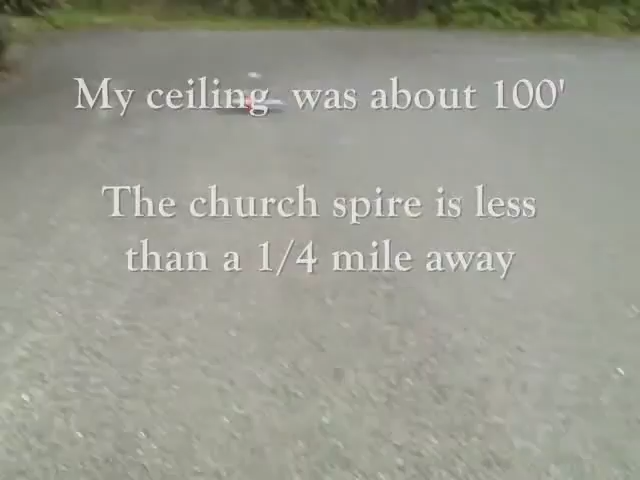 My ceiling was about 100'
The church spire is less
than a 1/4 mile away